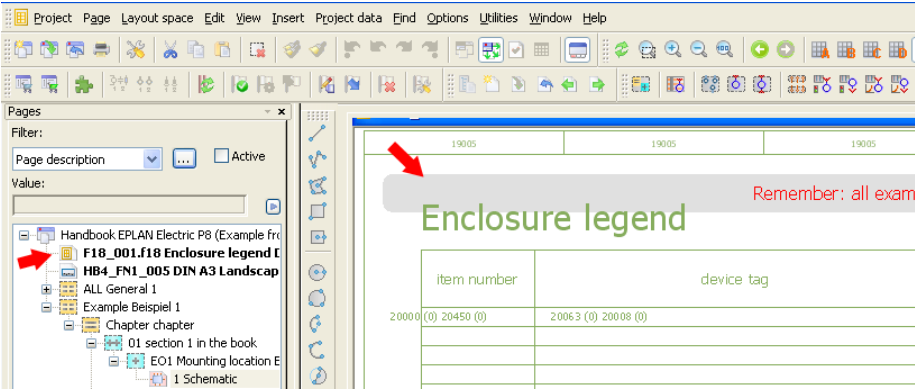 Project Page Layout space Edit View Insert Project data Find Options Utilities Window Help
Pages
Filter:
Page description
... Active
Value:
Handbook EPLAN Electric P8 (Example fro
F18_001.f18 Enclosure legend D
HB4_FN1_005 DIN A3 Landscap
ALL General 1
Example Beispiel 1
Chapter chapter
01 section 1 in the book
EO1 Mounting location E
1 Schematic
19005 19005 19005
Remember: all exam
Enclosure legend
item number device tag
20000 (0) 20450 (0) 20063 (0) 20008 (0)